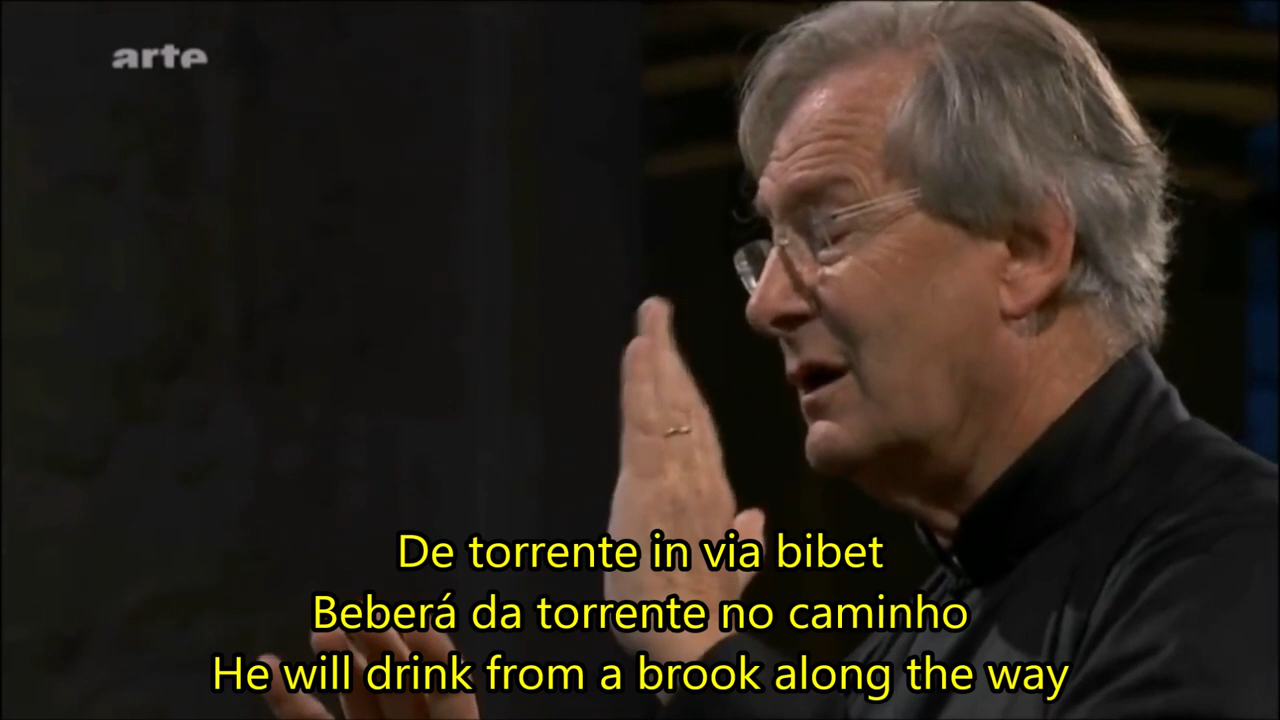 arte
De torrente in via bibet
Beberá da torrente no caminho
He will drink from a brook along the way